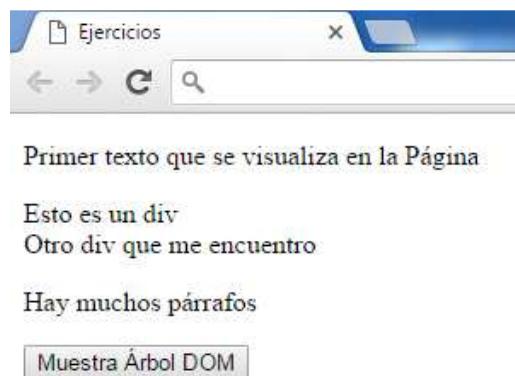 Ejercicios
Primer texto que se visualiza en la Página
Esto es un div
Otro div que me encuentro
Hay muchos párrafos
Muestra Árbol DOM